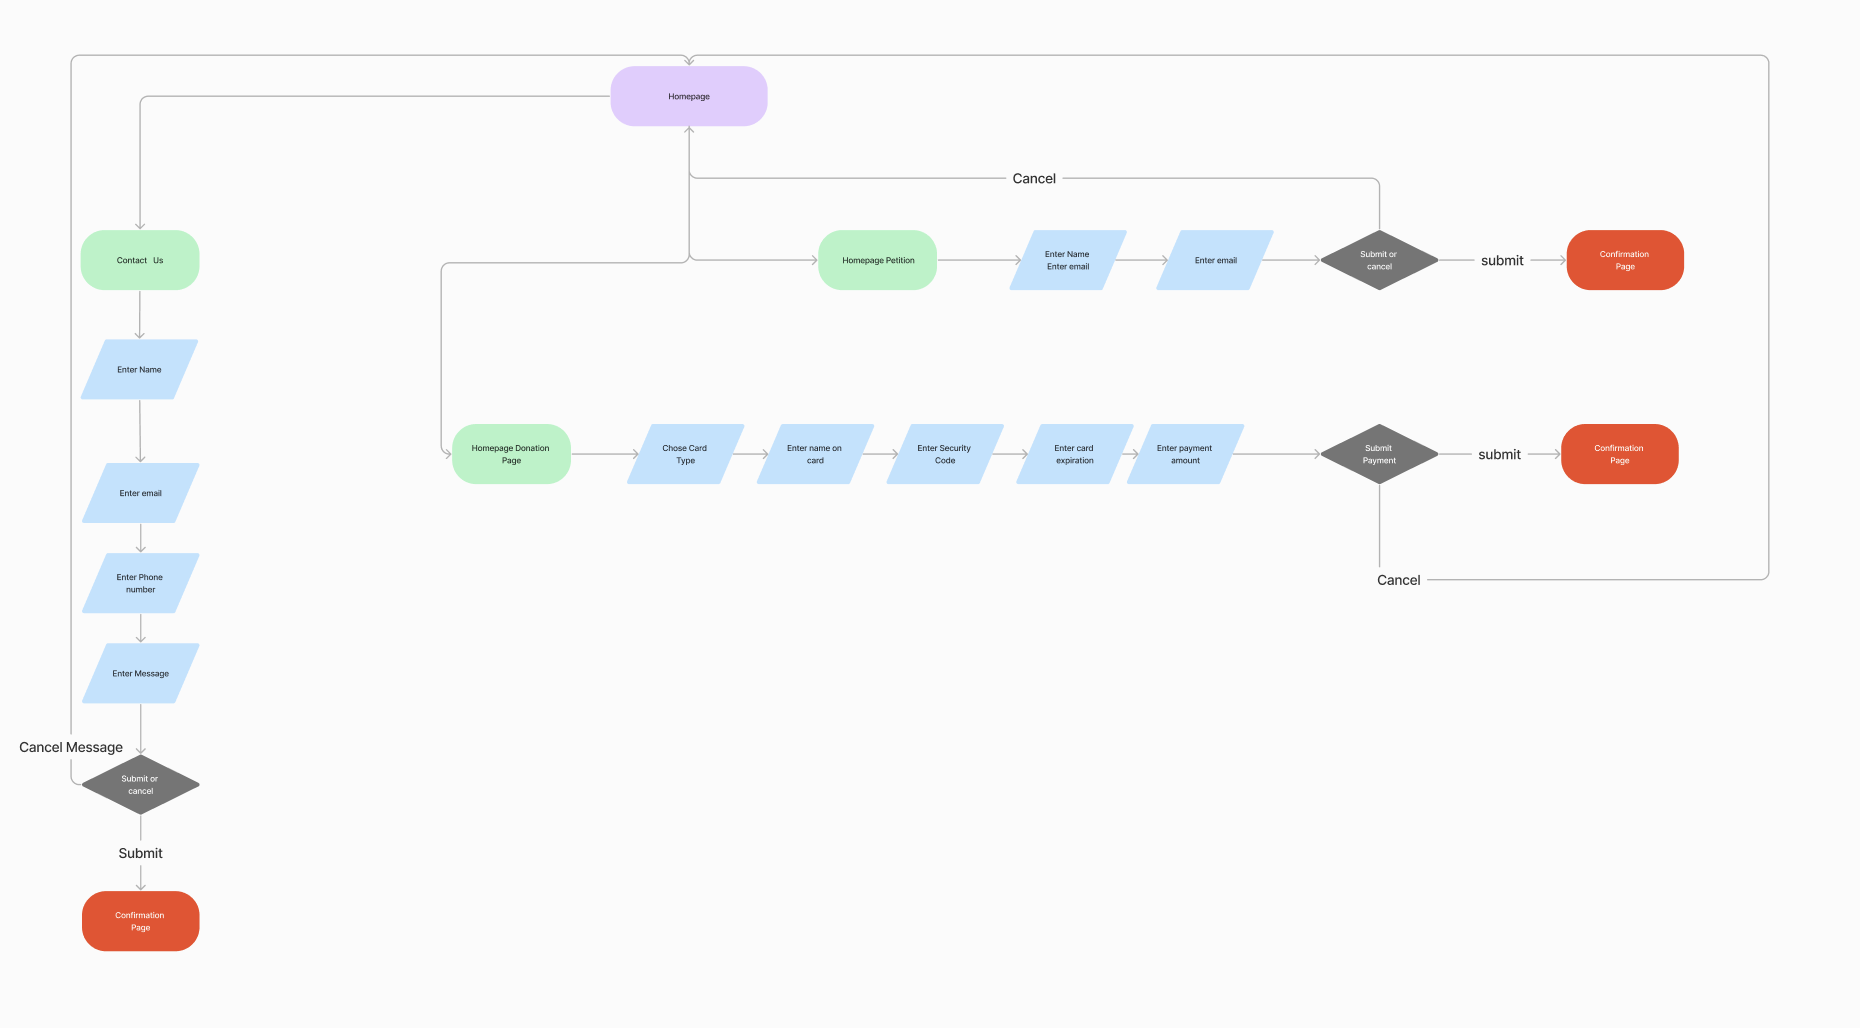 Homepage
Cancel
Contact Us
Homepage Petition
Enter Name
Enter email
Enter email
Submit or
cancel
submit
Confirmation
Page
Enter Name
Homepage Donation
Page
Chose Card
Type
Enter name on
card
Enter Security
Code
Enter card
expiration
Enter payment
amount
Submit
Payment
submit
Confirmation
Page
Enter email
Enter Phone
number
Cancel
Enter Message
Cancel Message
Submit or
cancel
Submit
Confirmation
Page